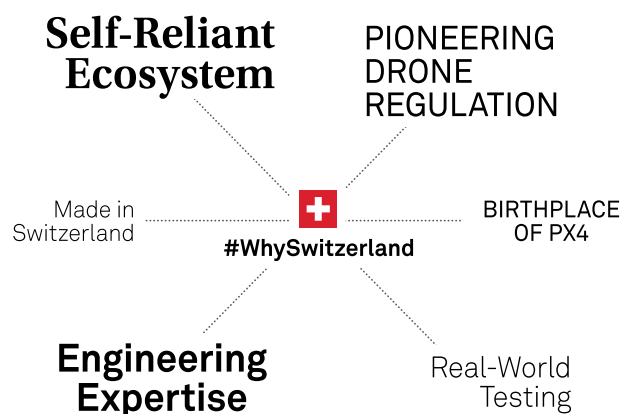 Self-Reliant
Ecosystem
PIONEERING
DRONE
REGULATION
Made in
Switzerland
#WhySwitzerland
BIRTHPLACE
OF PX4
Engineering
Expertise
Real-World
Testing